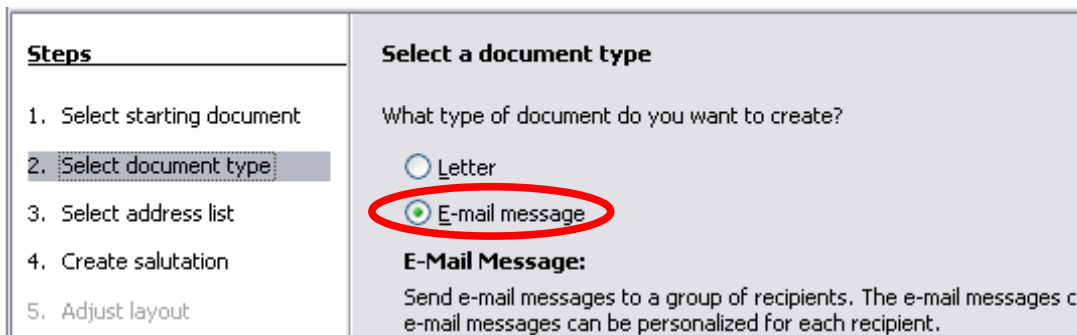 Steps
1. Select starting document
2. Select document type
3. Select address list
4. Create salutation
5. Adjust layout
Select a document type
What type of document do you want to create?
Letter
E-mail message
E-Mail Message:
Send e-mail messages to a group of recipients. The e-mail messages c
e-mail messages can be personalized for each recipient.